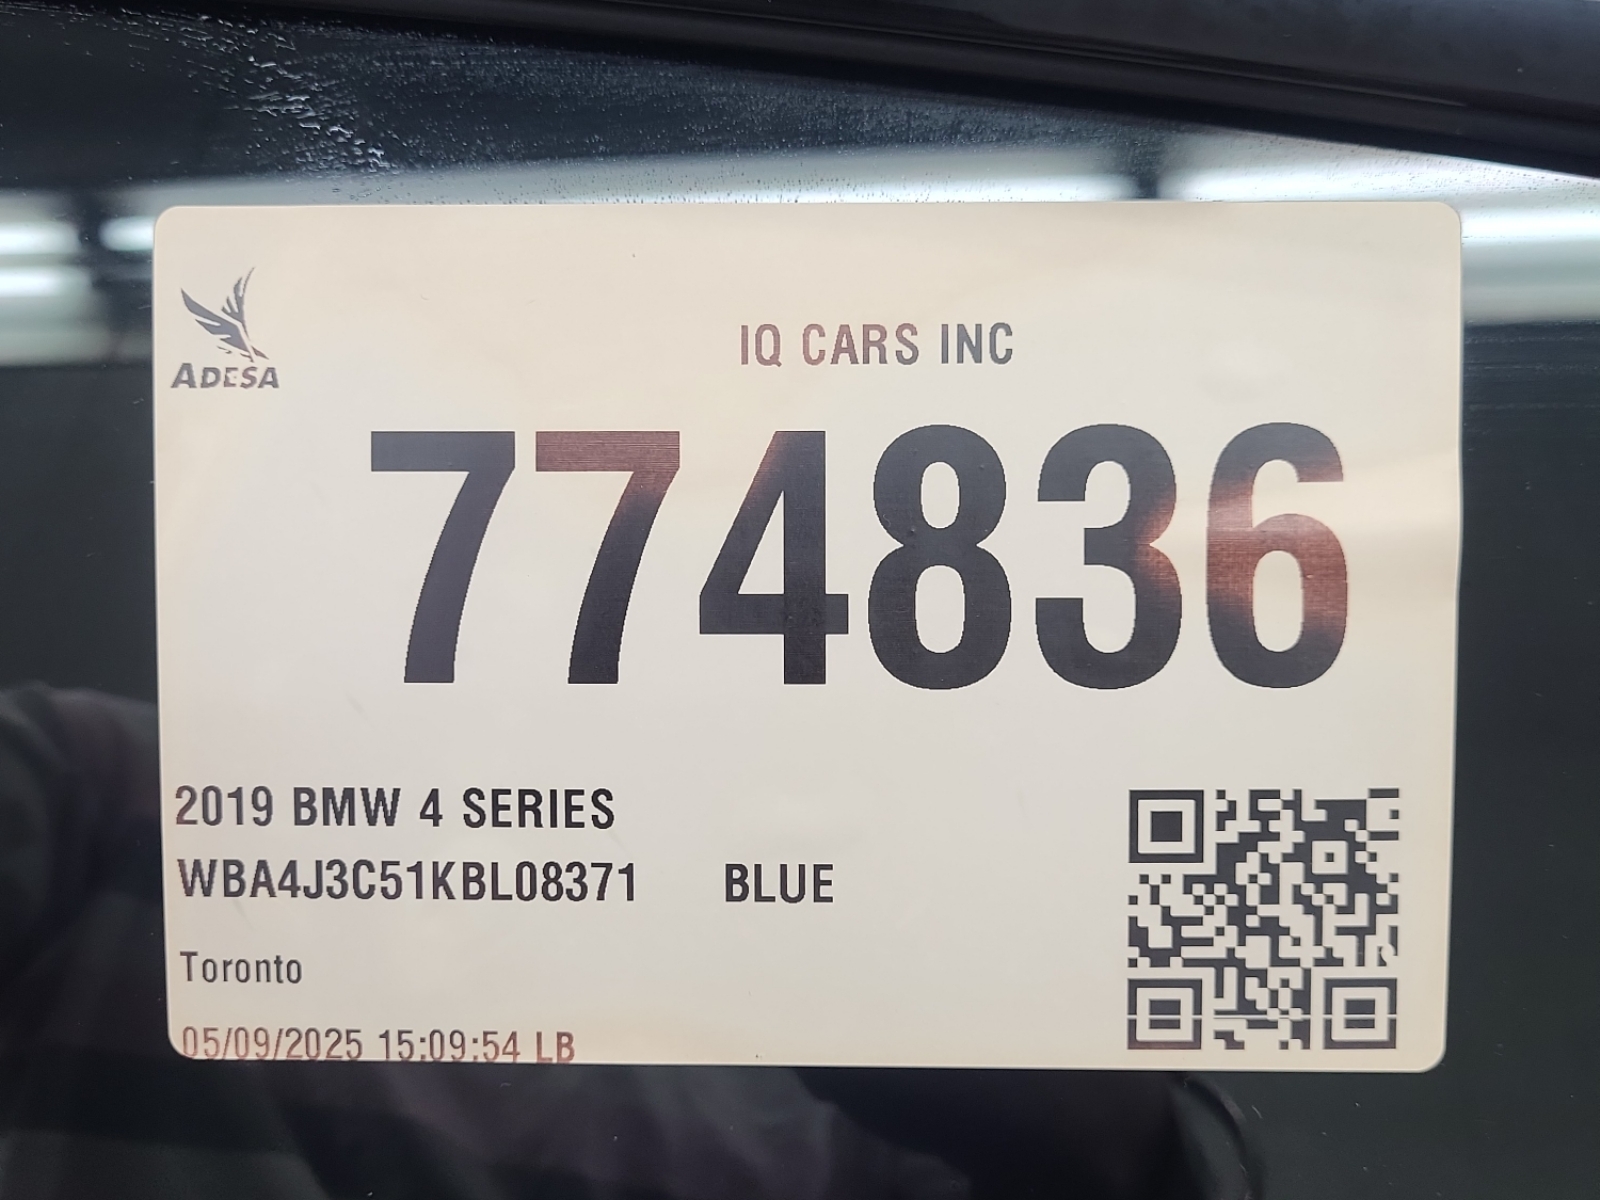 ADESA
IQ CARS INC
774836
2019 BMW 4 SERIES
WBA4J3C51KBL08371 BLUE
Toronto
05/09/2025 15:09:54 LB